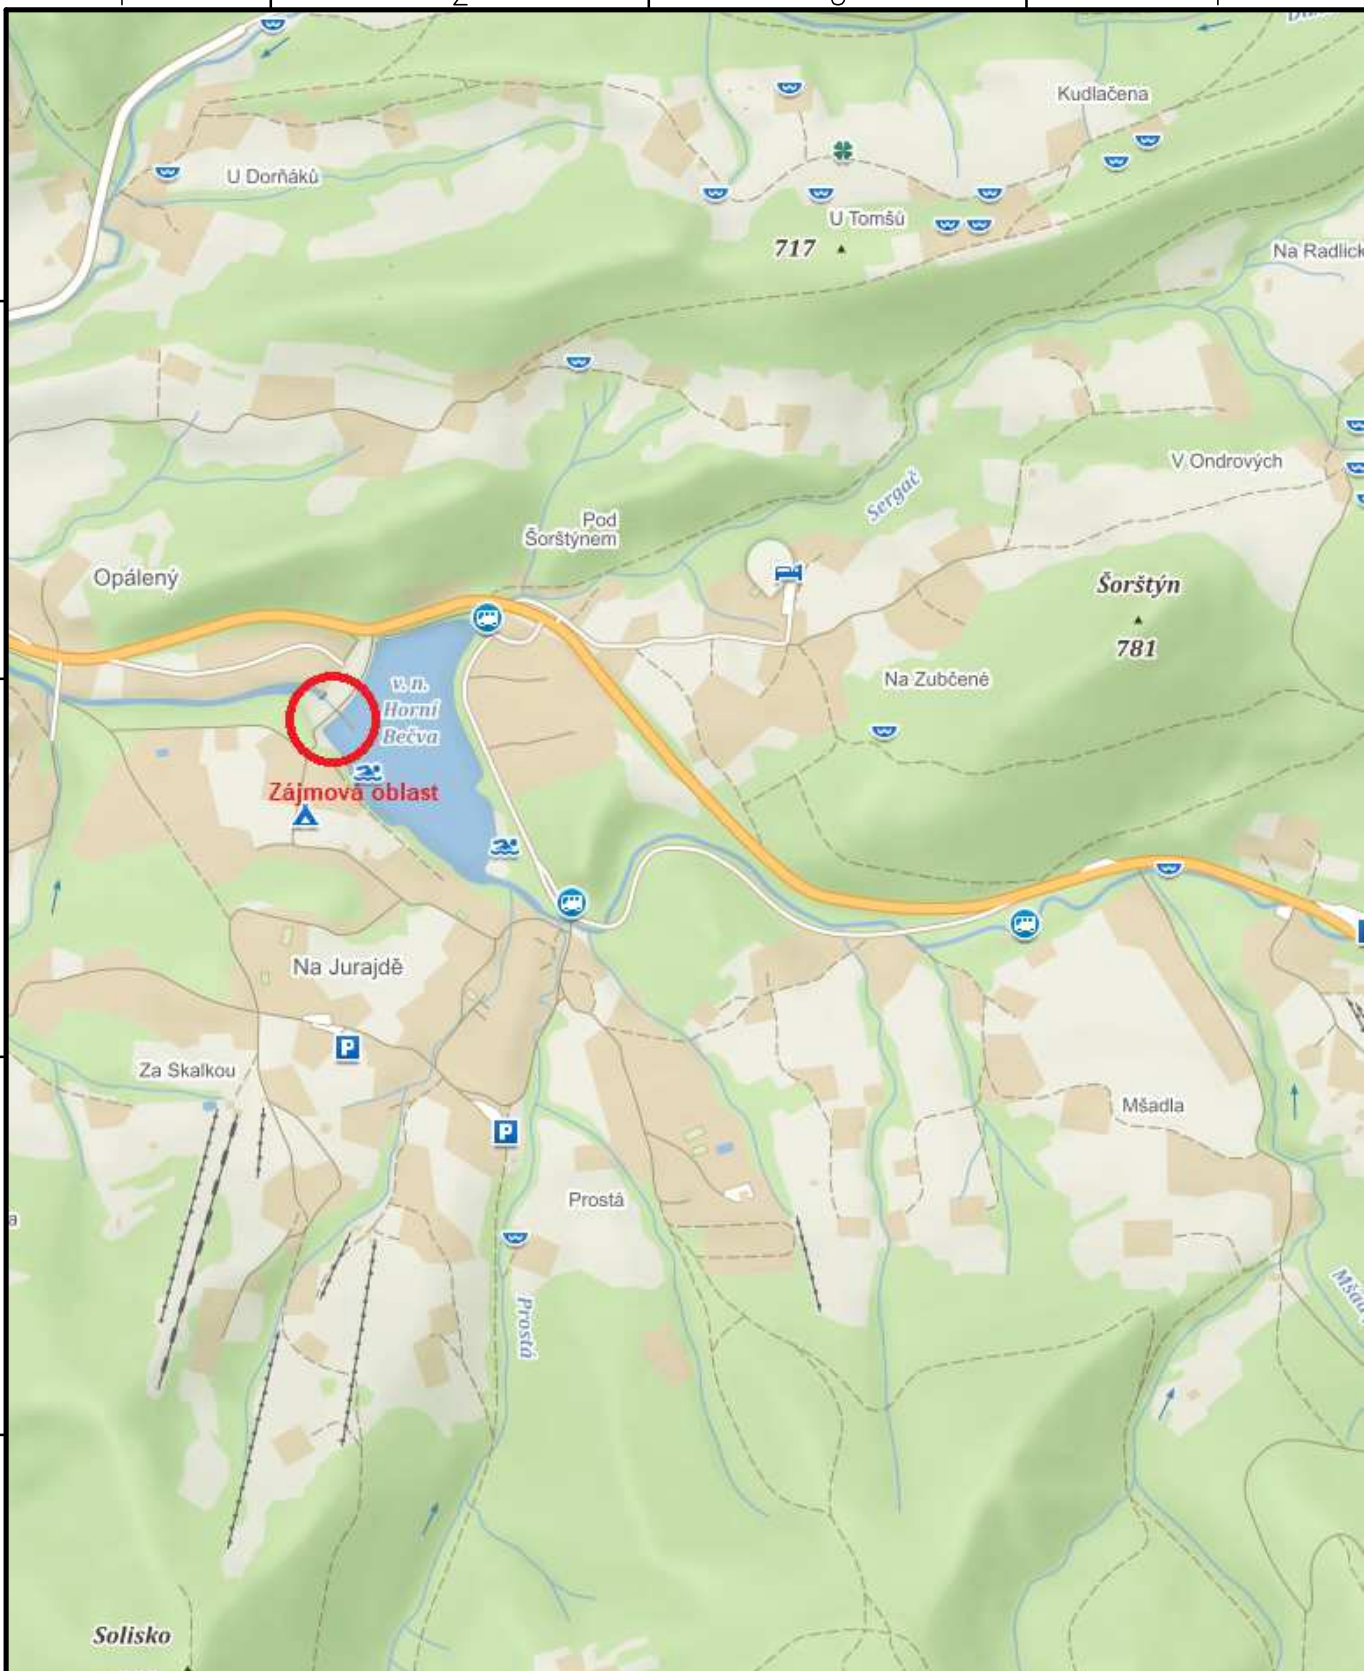 Kudlačena
U Dorňáků
U Tomšů
717
Na Radlick
V Ondrových
Sergač
Pod
Šorštýnem
Opálený
Šorštýn
781
Na Zubčené
v. n.
Horní
Bečva
Zájmová oblast
Na Jurajdě
P
Za Skalkou
Mšadla
P
Prostá
a
Prostá
Solisko